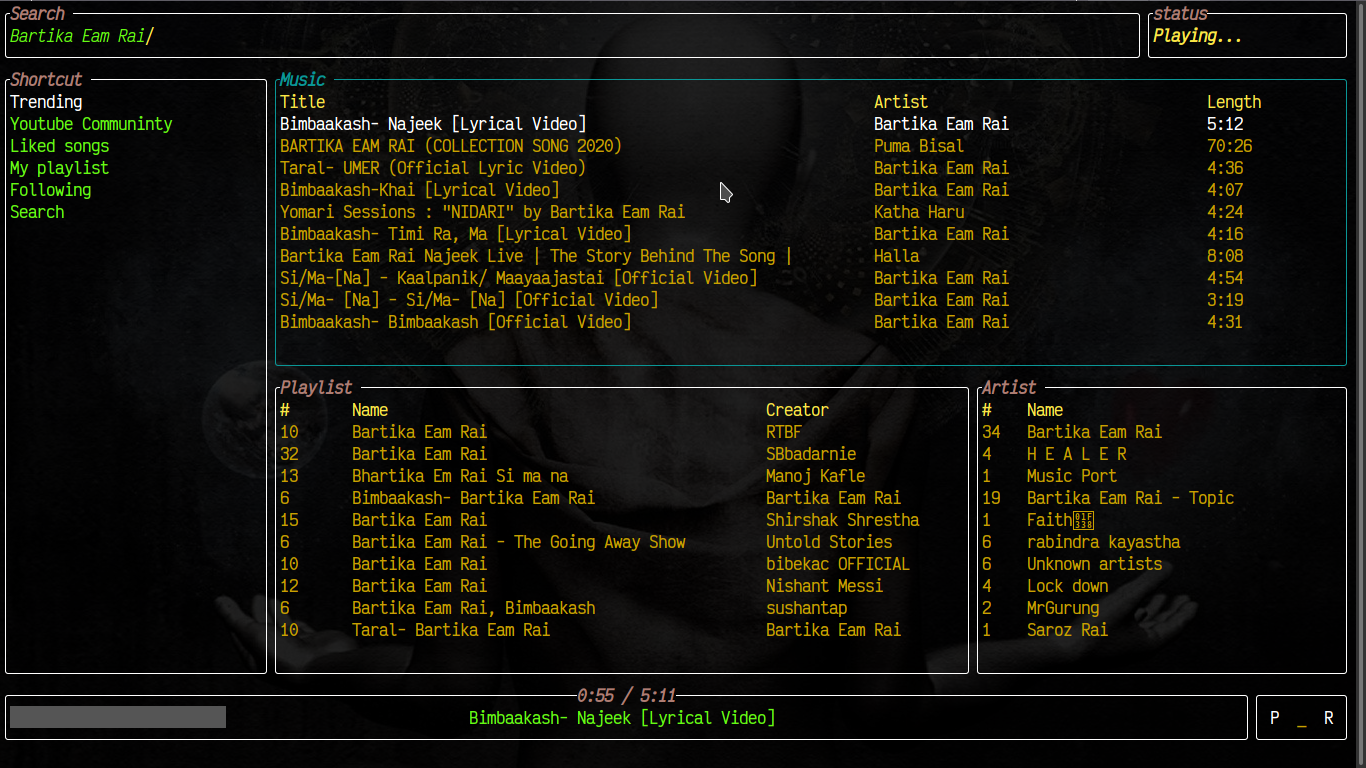 Search
Bartika Eam Rai/
status
Playing...
Shortcut
Trending
Youtube Communinty
Liked songs
My playlist
Following
Search
Music
Title Artist Length
Bimbaakash- Najeek [Lyrical Video] Bartika Eam Rai 5:12
BARTIKA EAM RAI (COLLECTION SONG 2020) Puma Bisal 70:26
Taral- UMER (Official Lyric Video) Bartika Eam Rai 4:36
Bimbaakash-Khai [Lyrical Video] Bartika Eam Rai 4:07
Yomari Sessions : "NIDARI" by Bartika Eam Rai Katha Haru 4:24
Bimbaakash- Timi Ra, Ma [Lyrical Video] Bartika Eam Rai 4:16
Bartika Eam Rai Najeek Live | The Story Behind The Song | Halla 8:08
Si/Ma-[Na] - Kaalpanik/ Maayaajastai [Official Video] Bartika Eam Rai 4:54
Si/Ma- [Na] - Si/Ma- [Na] [Official Video] Bartika Eam Rai 3:19
Bimbaakash- Bimbaakash [Official Video] Bartika Eam Rai 4:31
Playlist
# Name Creator
10 Bartika Eam Rai RTBF
32 Bartika Eam Rai SBbadarnie
13 Bhartika Em Rai Si ma na Manoj Kafle
6 Bimbaakash- Bartika Eam Rai Bartika Eam Rai
15 Bartika Eam Rai Shirshak Shrestha
6 Bartika Eam Rai - The Going Away Show Untold Stories
10 Bartika Eam Rai bibekac OFFICIAL
12 Bartika Eam Rai Nishant Messi
6 Bartika Eam Rai, Bimbaakash sushantap
10 Taral- Bartika Eam Rai Bartika Eam Rai
Artist
# Name
34 Bartika Eam Rai
4 H E A L E R
1 Music Port
19 Bartika Eam Rai - Topic
1 Faith🌸
6 rabindra kayastha
6 Unknown artists
4 Lock down
2 MrGurung
1 Saroz Rai
0:55 / 5:11
Bimbaakash- Najeek [Lyrical Video]
P _ R